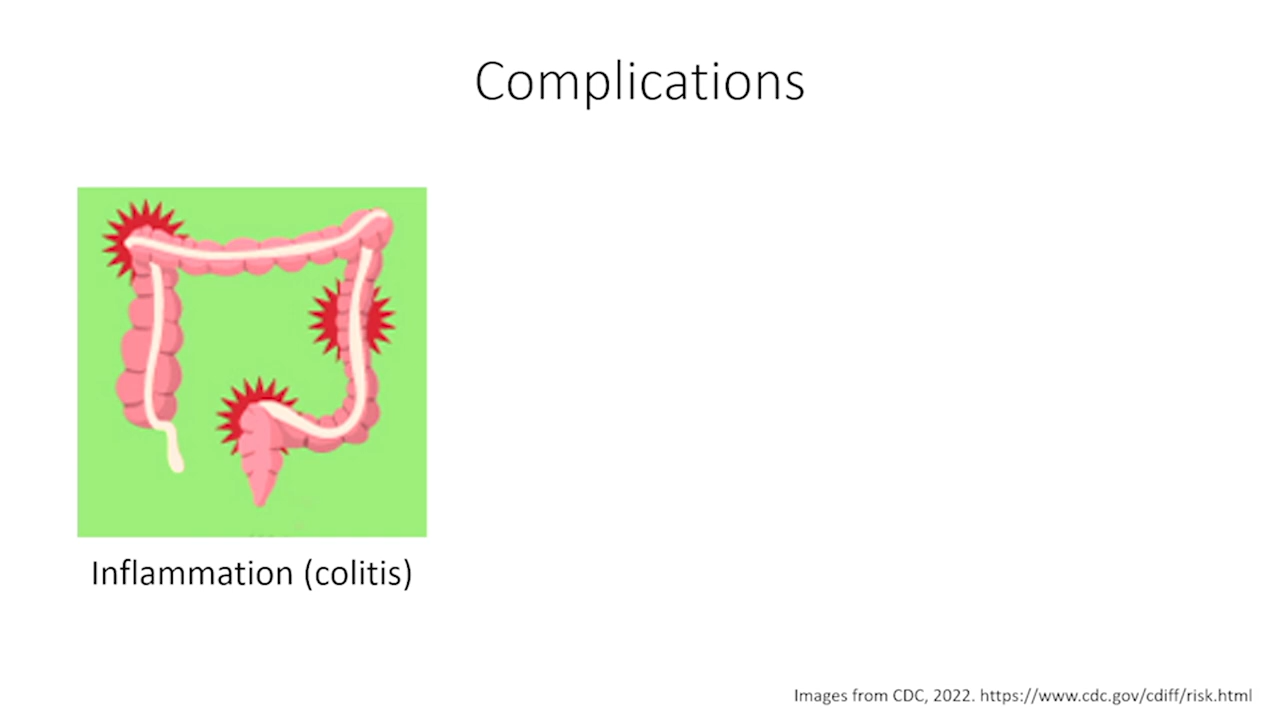 Complications
Inflammation (colitis)
Images from CDC, 2022. https://www.cdc.gov/cdiff/risk.html